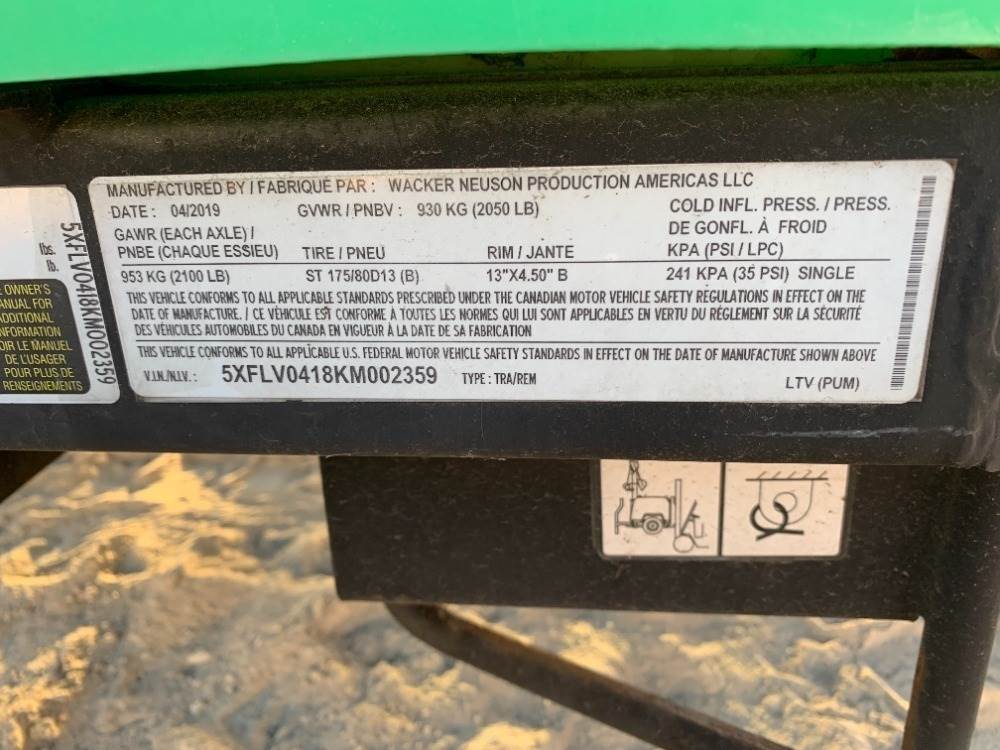 MANUFACTURED BY / FABRIQUÉ PAR : WACKER NEUSON PRODUCTION AMERICAS LLC
DATE : 04/2019 GVWR / PNBV : 930 KG (2050 LB) COLD INFL. PRESS. / PRESS.
DE GONFL. À FROID
GAWR (EACH AXLE) /
PNBE (CHAQUE ESSIEU) TIRE / PNEU RIM / JANTE KPA (PSI / LPC)
953 KG (2100 LB) ST 175/80D13 (B) 13"X4.50" B 241 KPA (35 PSI) SINGLE
THIS VEHICLE CONFORMS TO ALL APPLICABLE STANDARDS PRESCRIBED UNDER THE CANADIAN MOTOR VEHICLE SAFETY REGULATIONS IN EFFECT ON THE
DATE OF MANUFACTURE. / CE VÉHICULE EST CONFORME À TOUTES LES NORMES QUI LUI SONT APPLICABLES EN VERTU DU RÉGLEMENT SUR LA SÉCURITÉ
DES VÉHICULES AUTOMOBILES DU CANADA EN VIGUEUR À LA DATE DE SA FABRICATION
THIS VEHICLE CONFORMS TO ALL APPLICABLE U.S. FEDERAL MOTOR VEHICLE SAFETY STANDARDS IN EFFECT ON THE DATE OF MANUFACTURE SHOWN ABOVE
V.I.N./N.I.V. : 5XFLV0418KM002359 TYPE : TRA/REM LTV (PUM)
lbs.
lb.
5XFLV0418KM002359
OWNER'S
MANUAL FOR
ADDITIONAL
INFORMATION
VOIR LE MANUEL
DE L'USAGER
POUR PLUS DE
RENSEIGNEMENTS